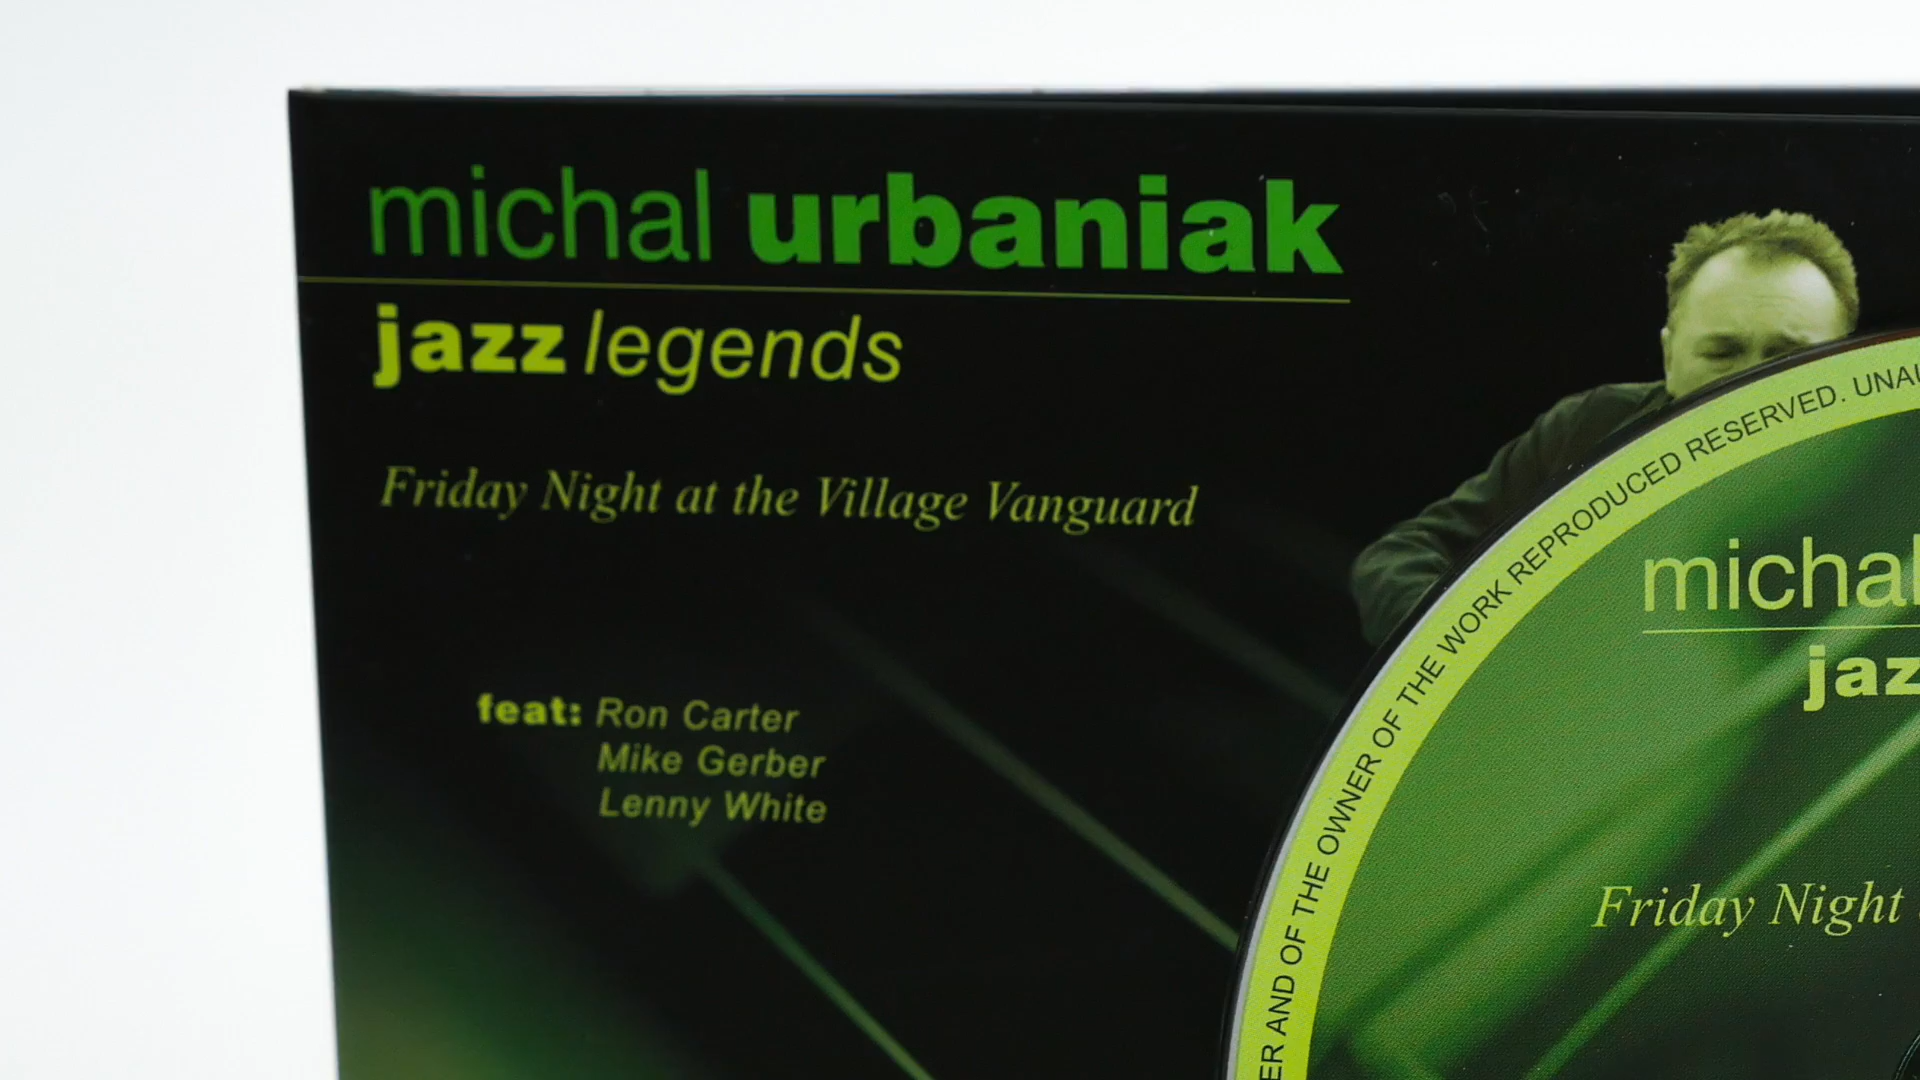 michal urbaniak
jazz legends
Friday Night at the Village Vanguard
feat: Ron Carter
Mike Gerber
Lenny White
ER AND OF THE OWNER OF THE WORK REPRODUCED RESERVED. UNAU
michal
jaz
Friday Night